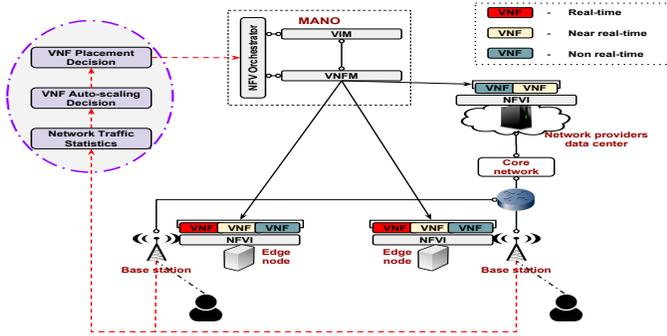 MANO
NFV Orchestrator
VIM
VNFM
VNF - Real-time
VNF - Near real-time
VNF - Non real-time
VNF Placement
Decision
VNF Auto-scaling
Decision
Network Traffic
Statistics
VNF VNF
NFVI
Network providers
data center
Core
network
VNF VNF VNF
NFVI
Edge
node
Base station
VNF VNF VNF
NFVI
Edge
node
Base station